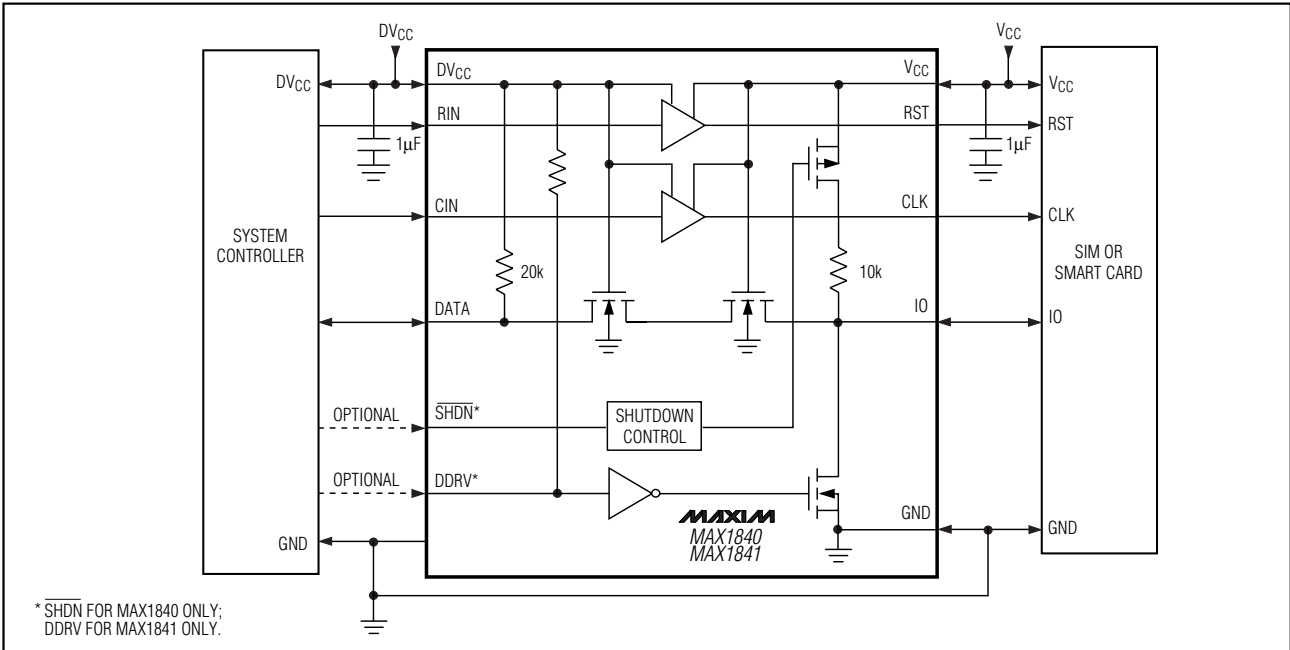 DVCC
VCC
DVCC
DVCC
VCC
VCC
RIN
RST
RST
1µF
1µF
CIN
CLK
CLK
SYSTEM
CONTROLLER
SIM OR
SMART CARD
20k
10k
DATA
IO
IO
OPTIONAL
SHDN*
SHUTDOWN
CONTROL
OPTIONAL
DDRV*
MAXIM
MAX1840
MAX1841
GND
GND
GND
* SHDN FOR MAX1840 ONLY;
DDRV FOR MAX1841 ONLY.